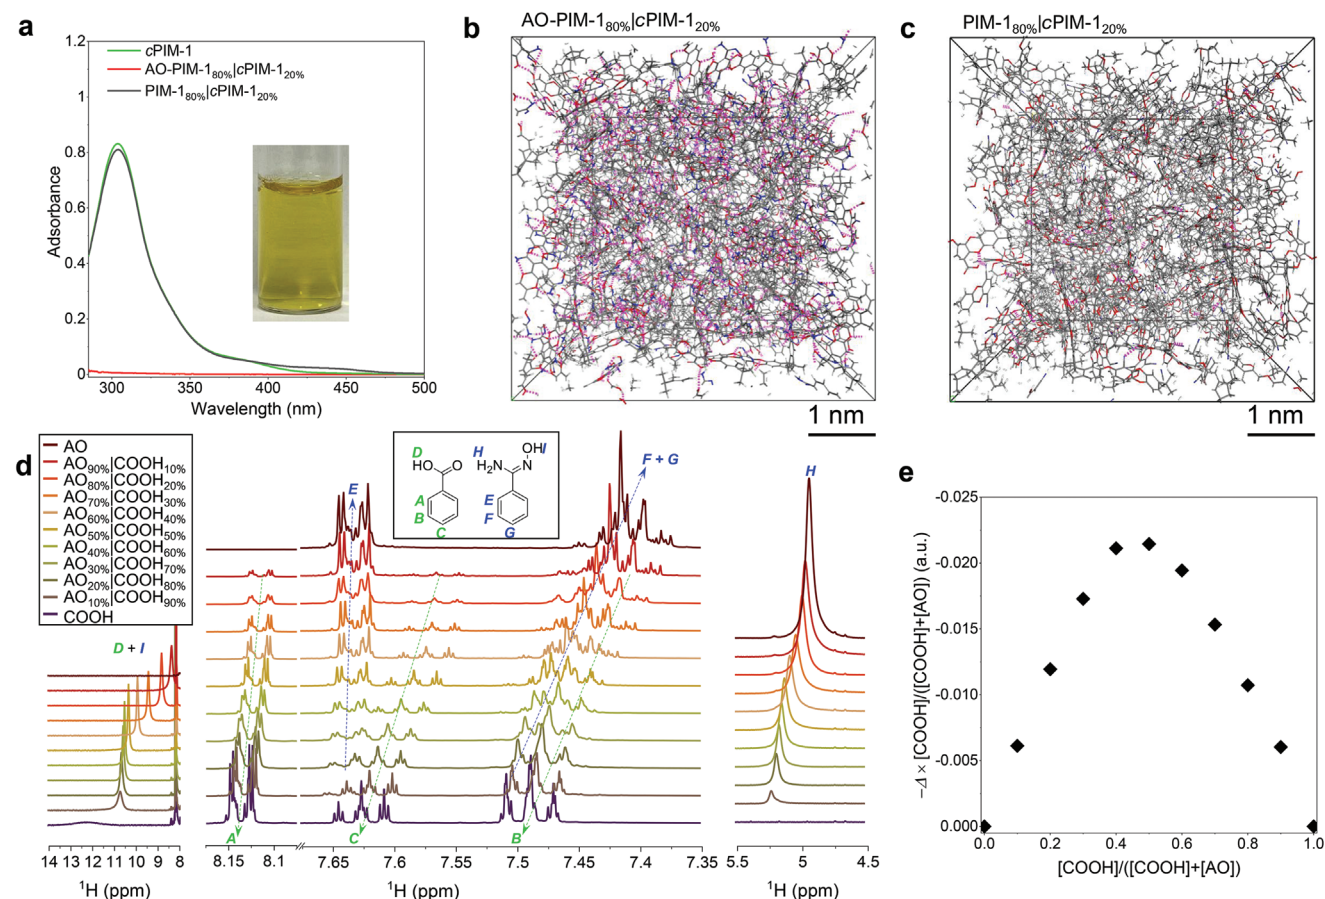 a
1.2
1
0.8
0.6
0.4
0.2
0
Adsorbance
cPIM-1
AO-PIM-180%|cPIM-120%
PIM-180%|cPIM-120%
300
350
400
450
500
Wavelength (nm)
b
AO-PIM-180%|cPIM-120%
1 nm
c
PIM-180%|cPIM-120%
1 nm
d
AO
AO90%|COOH10%
AO80%|COOH20%
AO70%|COOH30%
AO60%|COOH40%
AO50%|COOH50%
AO40%|COOH60%
AO30%|COOH70%
AO20%|COOH80%
AO10%|COOH90%
COOH
D + I
E
D
HO
O
A
B
C
H
OH
I
H2N
N
E
F
G
F + G
H
A
C
B
14 13 12 11 10 9 8
8.15 8.1
7.65 7.6 7.55 7.5 7.45 7.4 7.35
5.5 5 4.5
1H (ppm)
1H (ppm)
1H (ppm)
e
-0.025
-0.020
-0.015
-0.010
-0.005
0.000
−Δ × [COOH]/([COOH]+[AO]) (a.u.)
0.0 0.2 0.4 0.6 0.8 1.0
[COOH]/([COOH]+[AO])